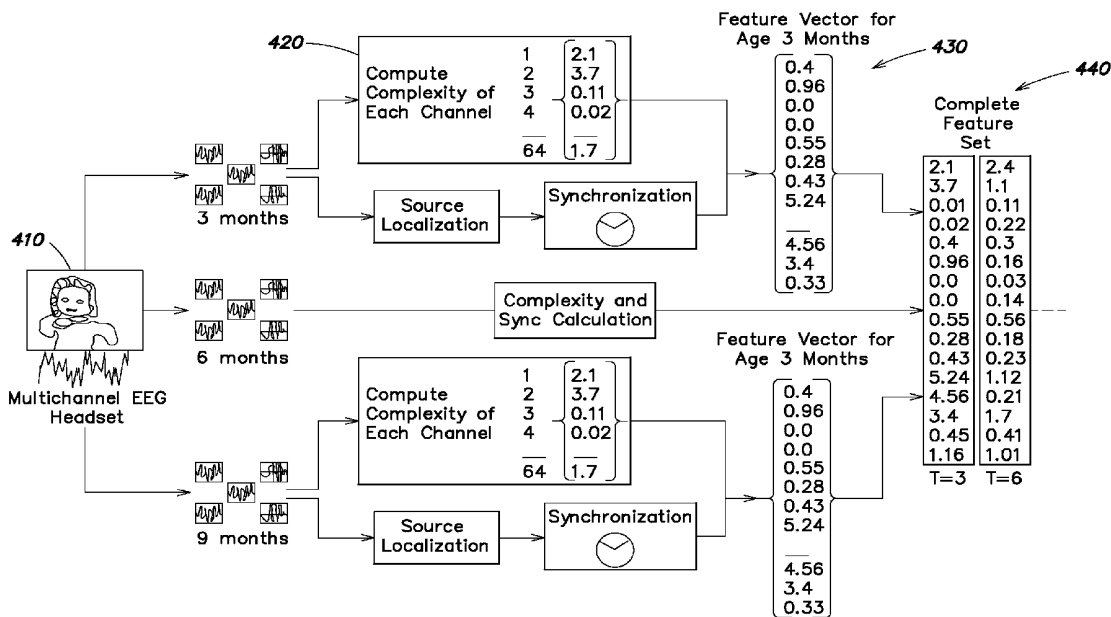 410
Multichannel EEG
Headset
3 months
6 months
9 months
420
Compute
Complexity of
Each Channel
1 2.1
2 3.7
3 0.11
4 0.02
64 1.7
Source
Localization
Synchronization
Feature Vector for
Age 3 Months
430
0.4
0.96
0.0
0.0
0.55
0.28
0.43
5.24
4.56
3.4
0.33
Complexity and
Sync Calculation
Compute
Complexity of
Each Channel
1 2.1
2 3.7
3 0.11
4 0.02
64 1.7
Source
Localization
Synchronization
Feature Vector for
Age 3 Months
0.4
0.96
0.0
0.0
0.55
0.28
0.43
5.24
4.56
3.4
0.33
440
Complete
Feature
Set
2.1 2.4
3.7 1.1
0.01 0.11
0.02 0.22
0.4 0.3
0.96 0.16
0.0 0.03
0.0 0.14
0.55 0.56
0.28 0.18
0.43 0.23
5.24 1.12
4.56 0.21
3.4 1.7
0.45 0.41
1.16 1.01
T=3 T=6